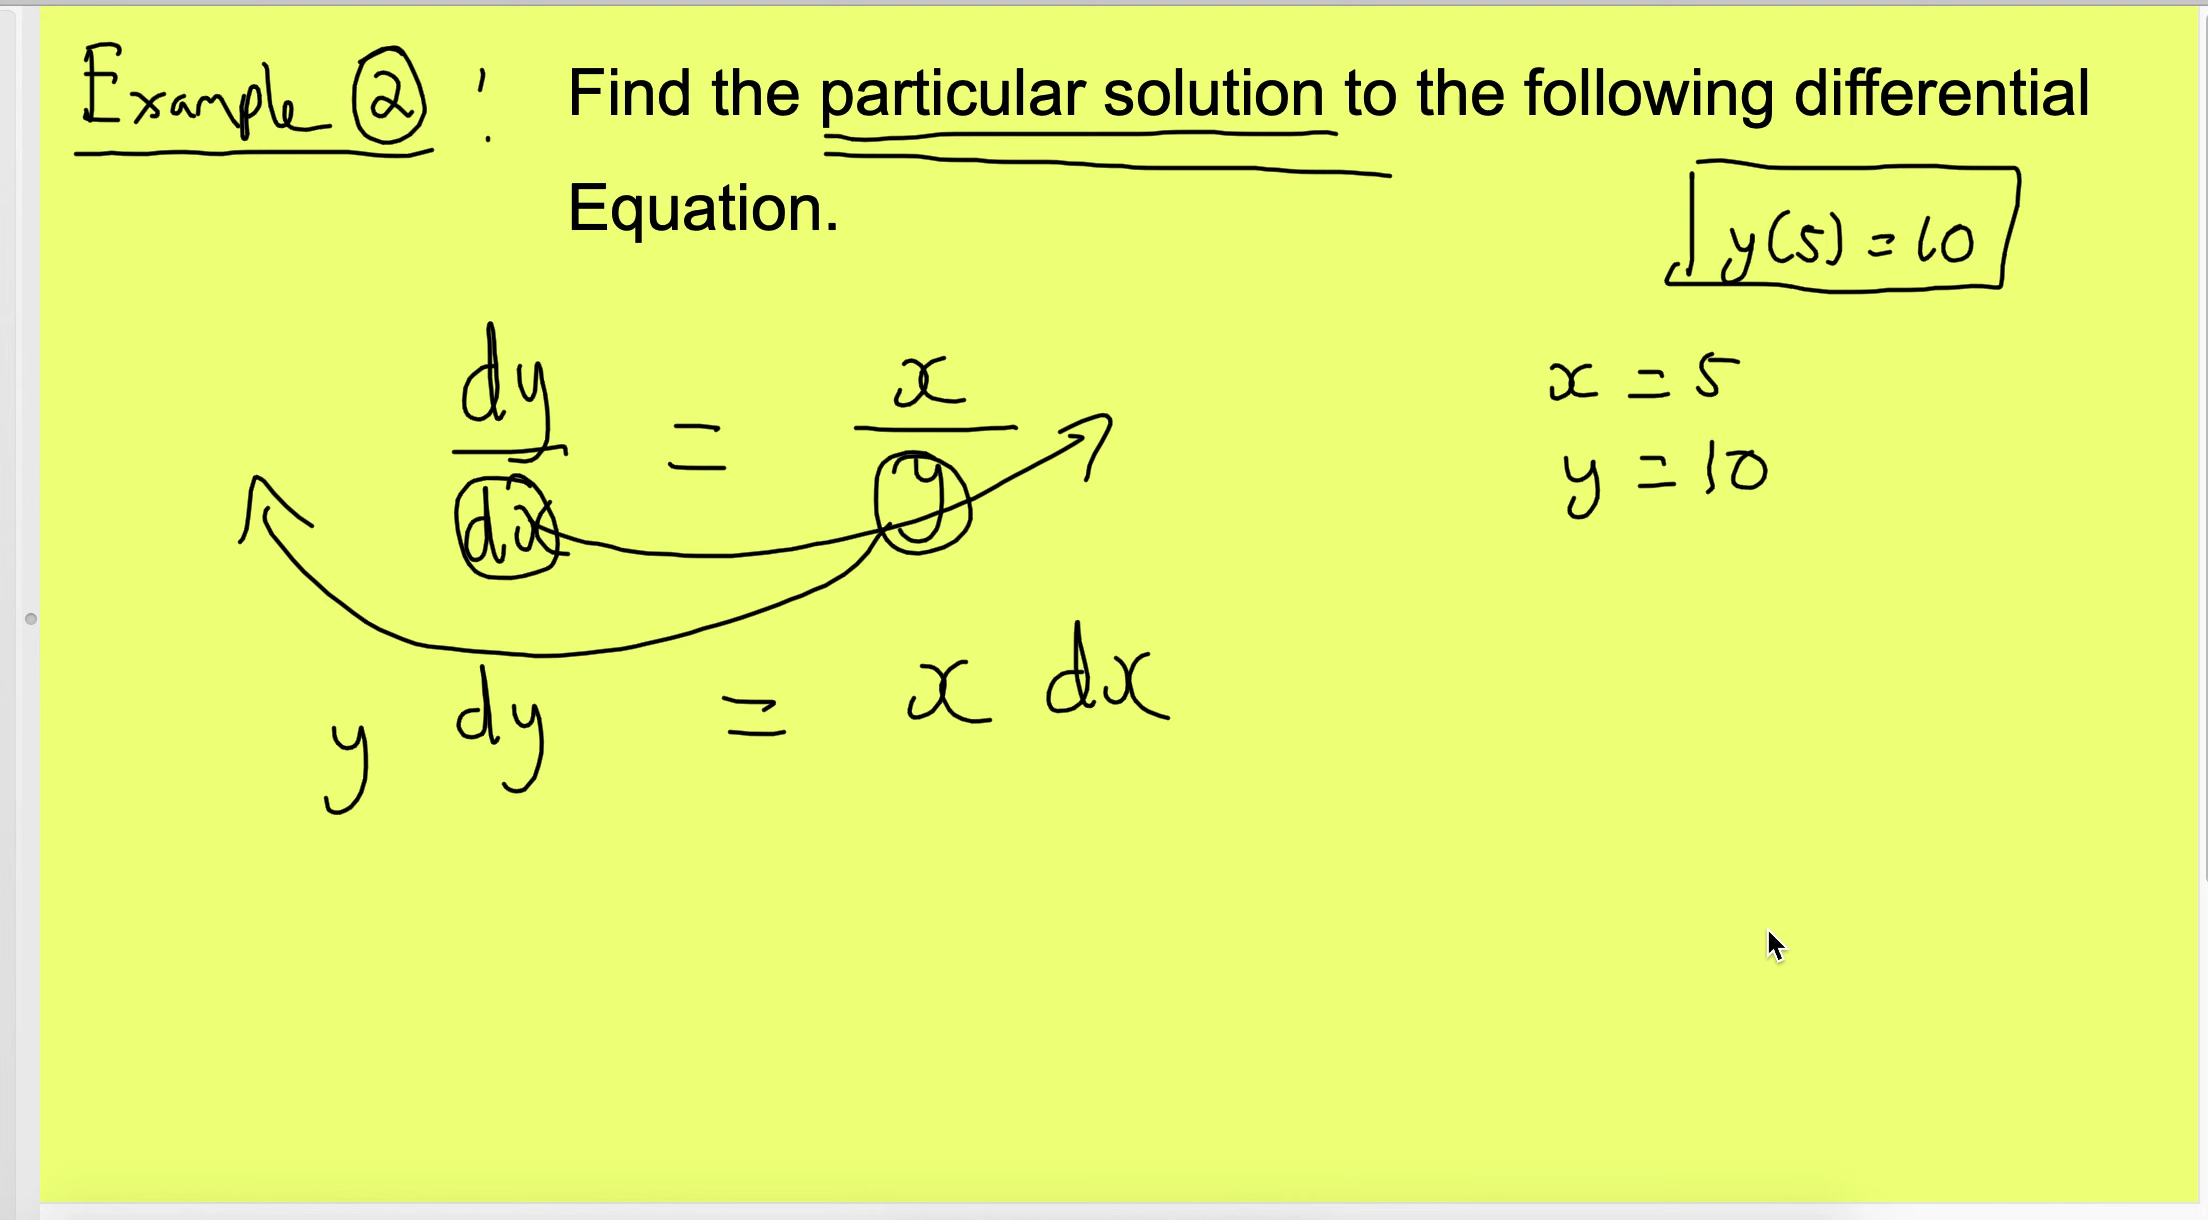 Example ② : Find the particular solution to the following differential
Equation.
y(5) = 10
dy/dx = x/y
x = 5
y = 10
y dy = x dx